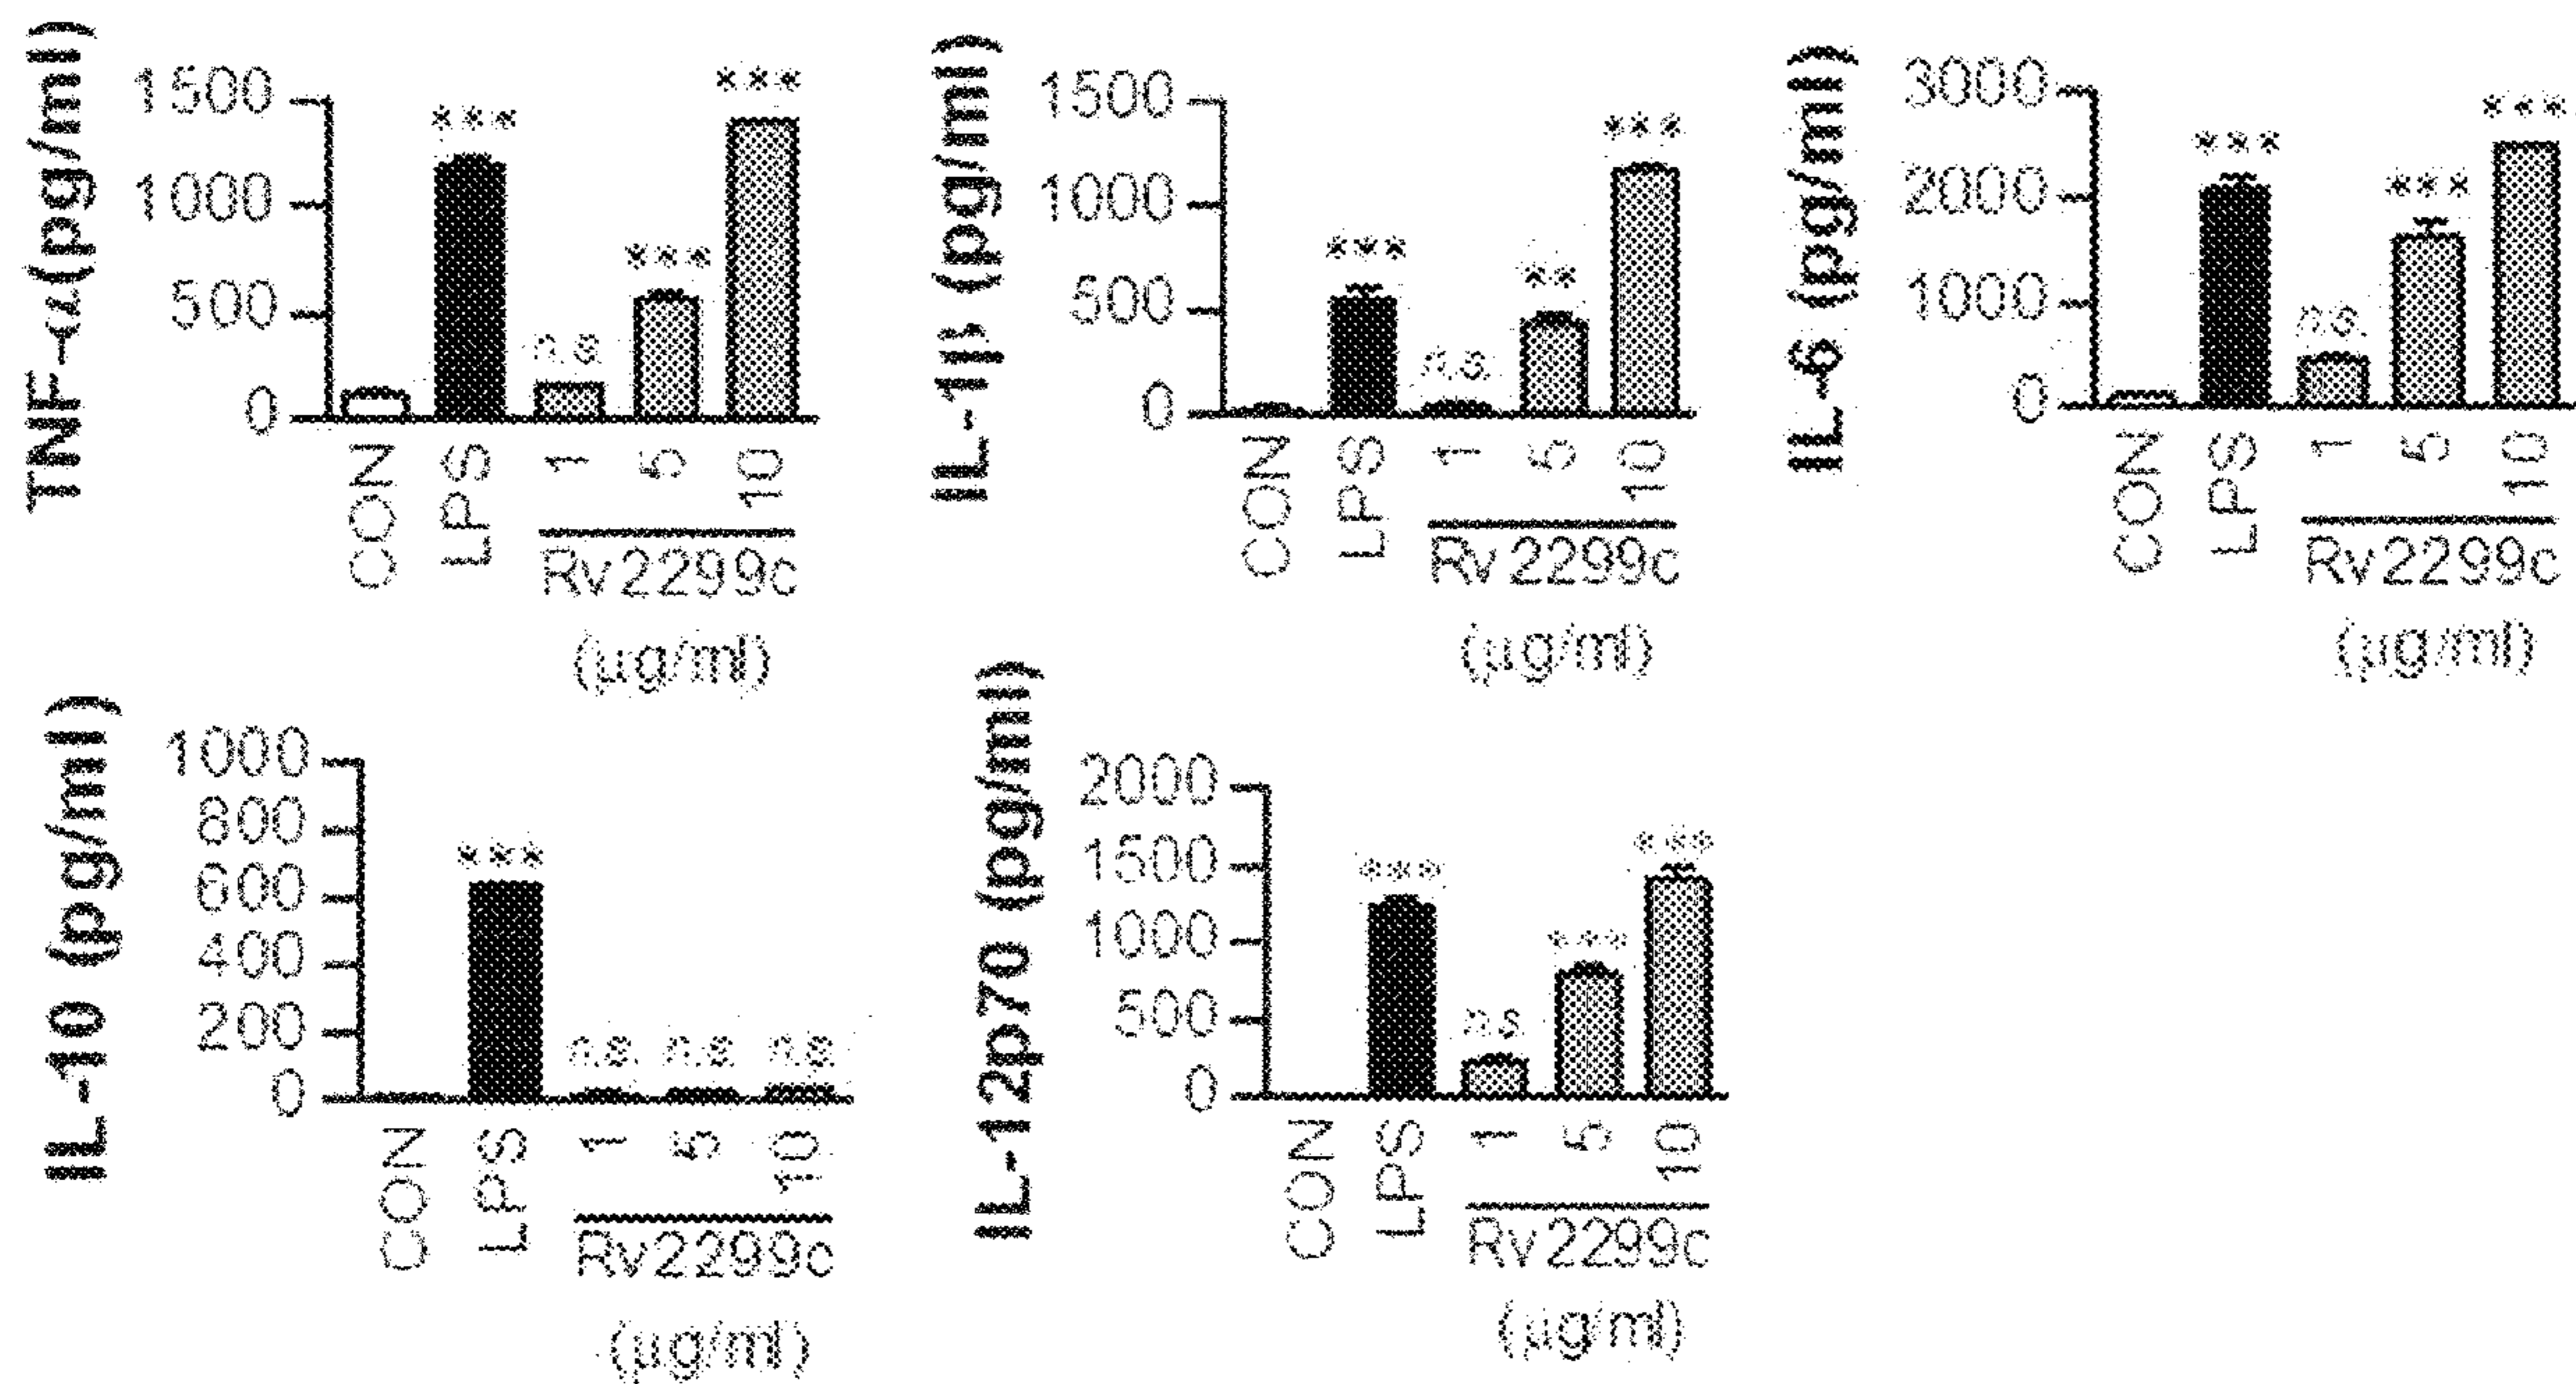 TNF-α(pg/ml)
1500
1000
500
0
***
n.s
***
***
CON
LPS
1
5
10
Rv2299c
(µg/ml)
IL-1β (pg/ml)
1500
1000
500
0
***
n.s.
**
***
CON
LPS
1
5
10
Rv2299c
(µg/ml)
IL-6 (pg/ml)
3000
2000
1000
0
***
n.s.
***
***
CON
LPS
1
5
10
Rv2299c
(µg/ml)
IL-10 (pg/ml)
1000
800
600
400
200
0
***
n.s.
n.s
n.s
CON
LPS
1
5
10
Rv2299c
(µg/ml)
IL-12p70 (pg/ml)
2000
1500
1000
500
0
***
n.s
***
***
CON
LPS
1
5
10
Rv2299c
(µg/ml)